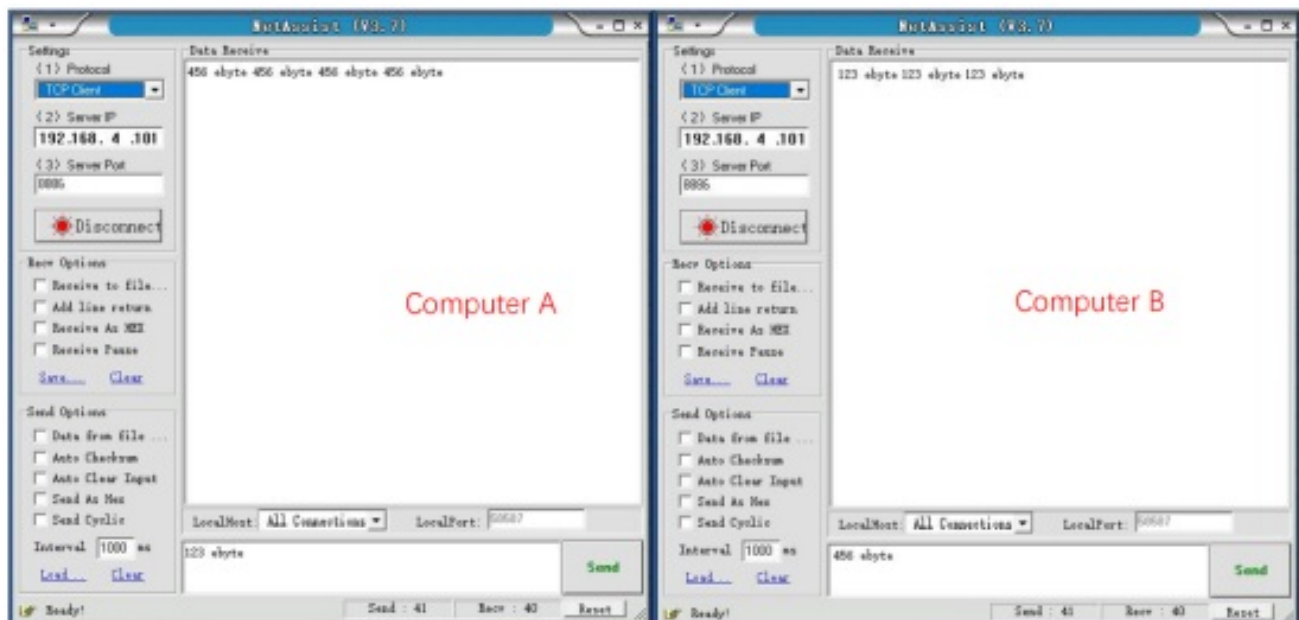 NetAssist (V3.7)
Settings
(1) Protocol
TCP Client
(2) Server IP
192.168. 4 .101
(3) Server Port
8886
Disconnect
Recv Options
Receive to file...
Add line return
Receive As HEX
Receive Pause
Save... Clear
Send Options
Data from file ...
Auto Checksum
Auto Clear Input
Send As Hex
Send Cyclic
Interval 1000 ms
Load... Clear
Data Receive
456 ebyte 456 ebyte 456 ebyte 456 ebyte
Computer A
LocalHost: All Connections LocalPort:
123 ebyte
Send
Ready! Send : 41 Recv : 40 Reset
NetAssist (V3.7)
Settings
(1) Protocol
TCP Client
(2) Server IP
192.168. 4 .101
(3) Server Port
8886
Disconnect
Recv Options
Receive to file...
Add line return
Receive As HEX
Receive Pause
Save... Clear
Send Options
Data from file ...
Auto Checksum
Auto Clear Input
Send As Hex
Send Cyclic
Interval 1000 ms
Load... Clear
Data Receive
123 ebyte 123 ebyte 123 ebyte
Computer B
LocalHost: All Connections LocalPort:
456 ebyte
Send
Ready! Send : 41 Recv : 40 Reset